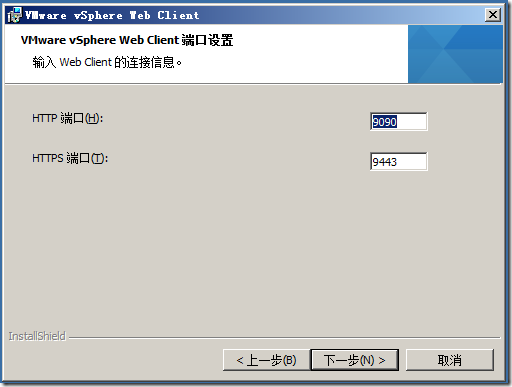 VMware vSphere Web Client
VMware vSphere Web Client 端口设置
输入 Web Client 的连接信息。
HTTP 端口(H):
9090
HTTPS 端口(T):
9443
InstallShield
< 上一步(B)
下一步(N) >
取消